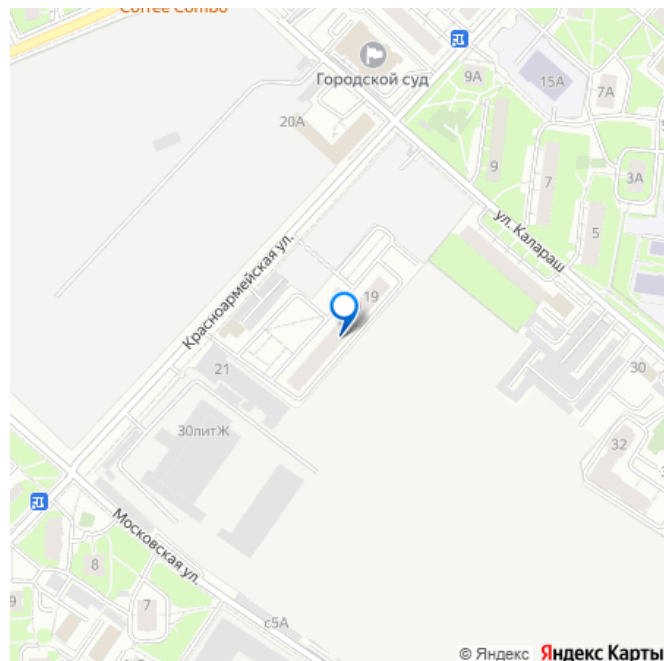 Coffee Combo
Городской суд
9А
15А
7А
20А
9
7
3А
5
ул. Калараш
Красноармейская ул.
19
21
30
30литЖ
32
Московская ул.
8
9
7
с5А
© Яндекс Яндекс Карты